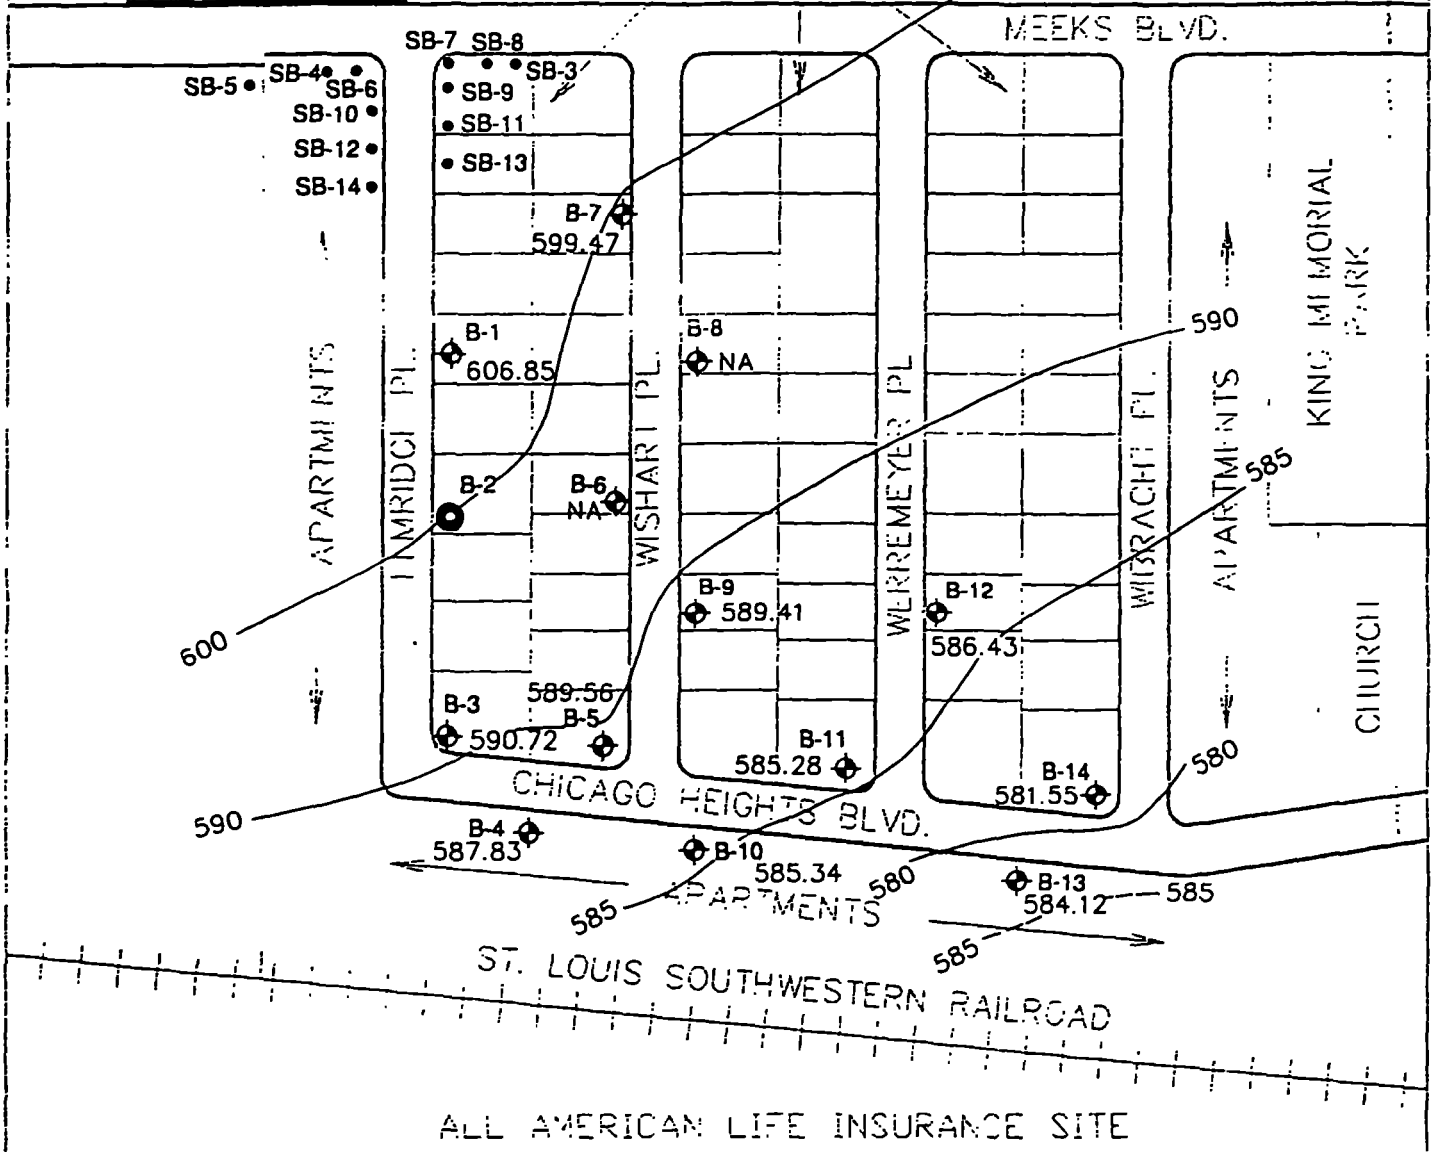 MEEKS BLVD.
SB-7
SB-8
SB-4
SB-3
SB-5
SB-6
SB-9
SB-10
SB-11
SB-12
SB-13
SB-14
B-7
599.47
B-1
606.85
B-8
NA
590
KING MEMORIAL
PARK
APARTMENTS
PL.
WISHART PL.
WERREMEYER PL
PL.
APARTMENTS
585
B-2
B-6
NA
B-9
589.41
B-12
586.43
600
CHURCH
589.56
B-3
590.72
B-5
B-11
585.28
580
B-14
581.55
590
CHICAGO HEIGHTS BLVD.
B-4
587.83
B-10
585.34
580
B-13
584.12
585
585
APARTMENTS
585
ST. LOUIS SOUTHWESTERN RAILROAD
ALL AMERICAN LIFE INSURANCE SITE